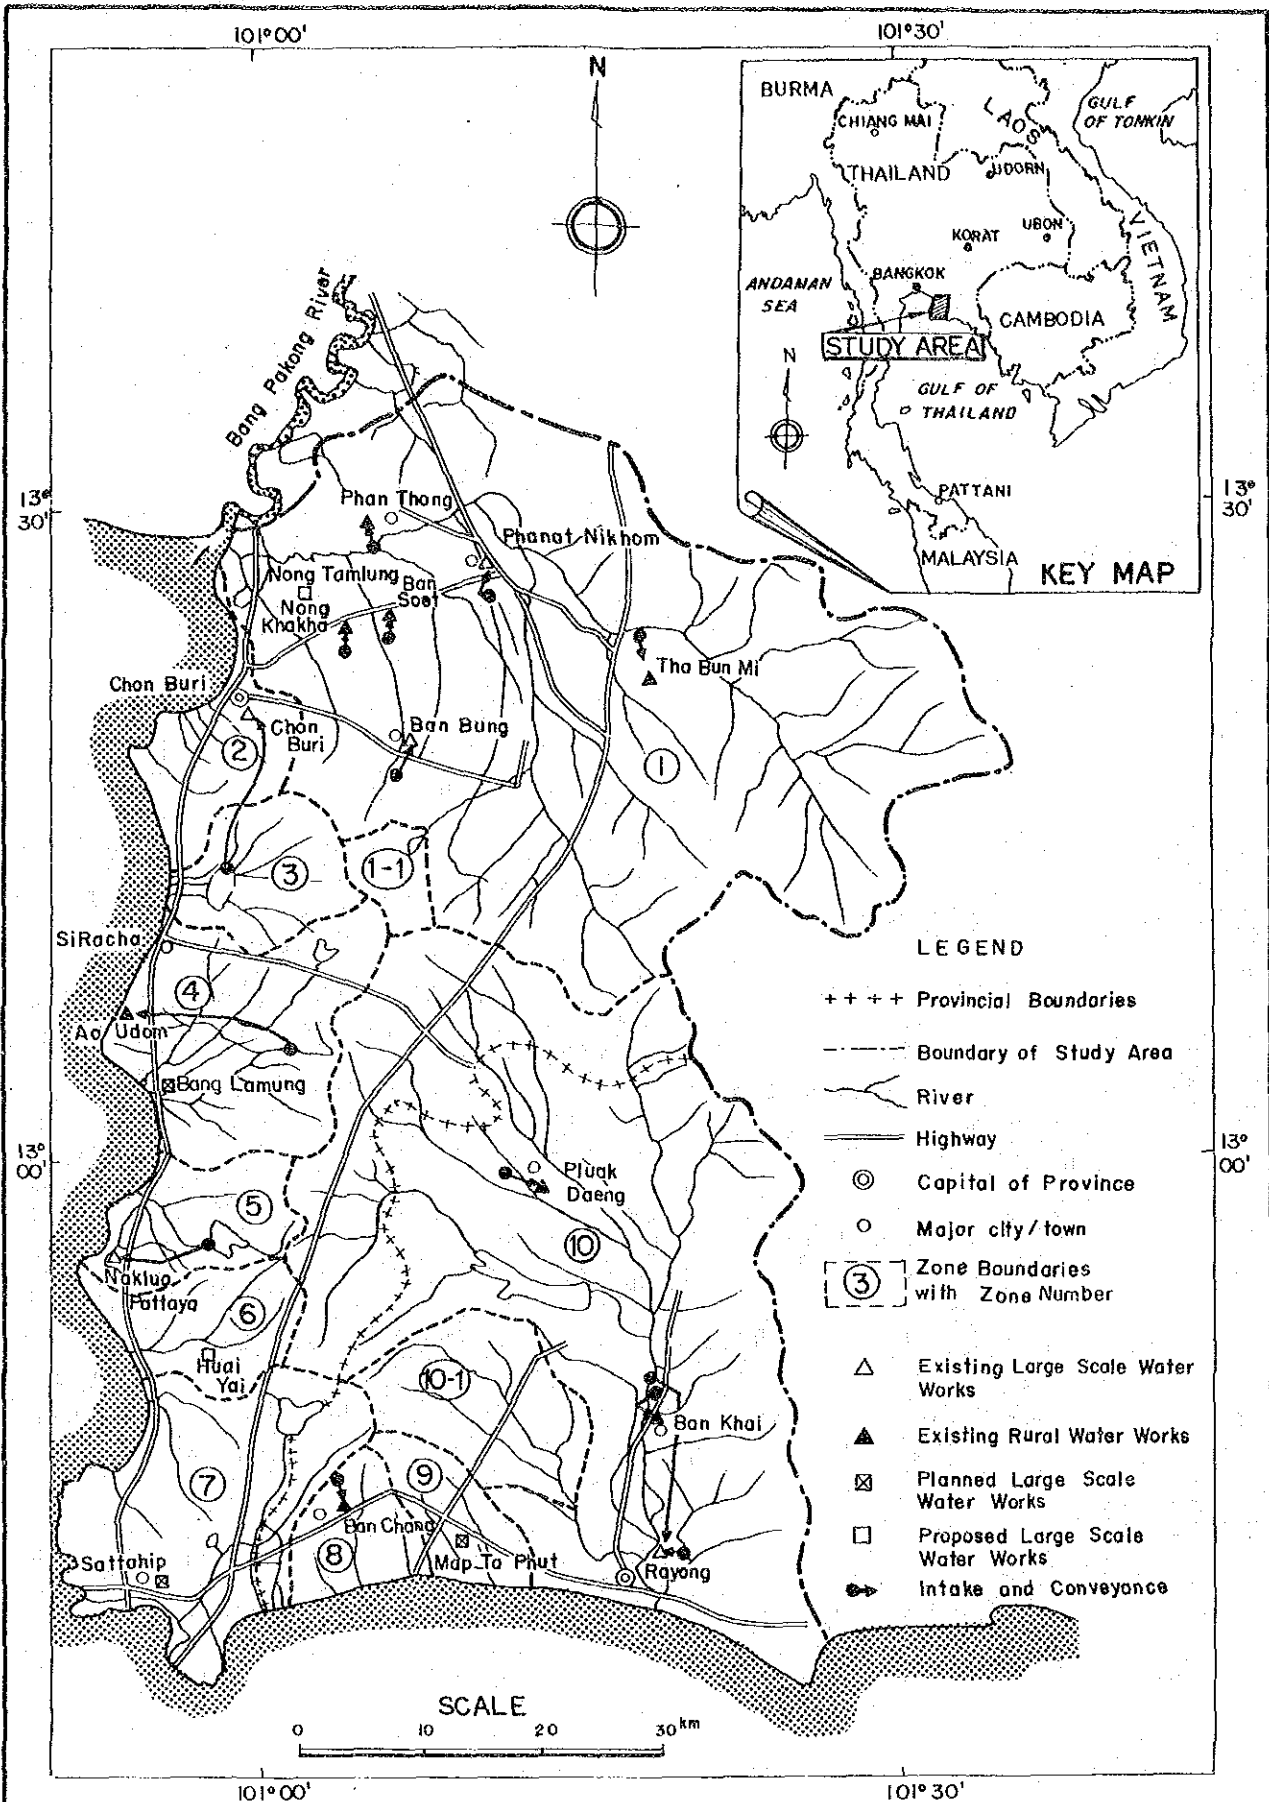 101°00'
101°30'
N
BURMA
CHIANG MAI
LAOS
GULF
OF TONKIN
THAILAND
UDORN
VIETNAM
KORAT
UBON
BANGKOK
ANDAMAN
SEA
CAMBODIA
STUDY AREA
N
GULF OF
THAILAND
PATTANI
MALAYSIA
KEY MAP
Bang Pakong River
13°
30'
13°
30'
Phan Thong
Phanat Nikhom
Nong Tamlung
Ban
Soet
Nong
Khakha
Tha Bun Mi
Chon Buri
Chon
Buri
Ban Bung
2
1
3
1-1
SiRacha
4
Ao Udom
Bang Lamung
13°
00'
13°
00'
Pluak
Daeng
5
10
Naklua
Pattaya
6
Huai
Yai
10-1
Ban Khai
7
9
Ban Chang
8
Map Ta Phut
Sattahip
Rayong
LEGEND
Provincial Boundaries
Boundary of Study Area
River
Highway
Capital of Province
Major city/town
3
Zone Boundaries
with Zone Number
Existing Large Scale Water
Works
Existing Rural Water Works
Planned Large Scale
Water Works
Proposed Large Scale
Water Works
Intake and Conveyance
SCALE
0 10 20 30km
101°00'
101°30'